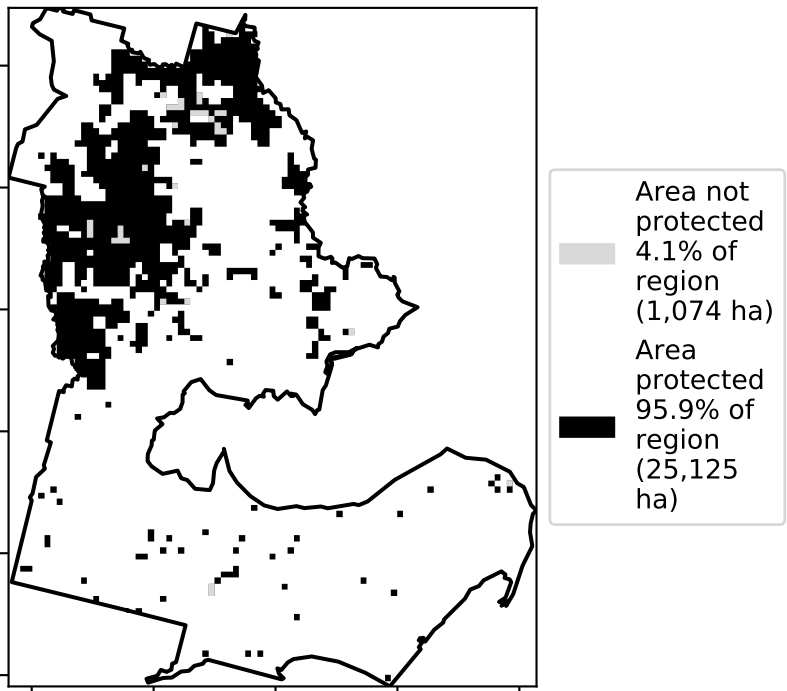 Area not
protected
4.1% of
region
(1,074 ha)
Area
protected
95.9% of
region
(25,125
ha)